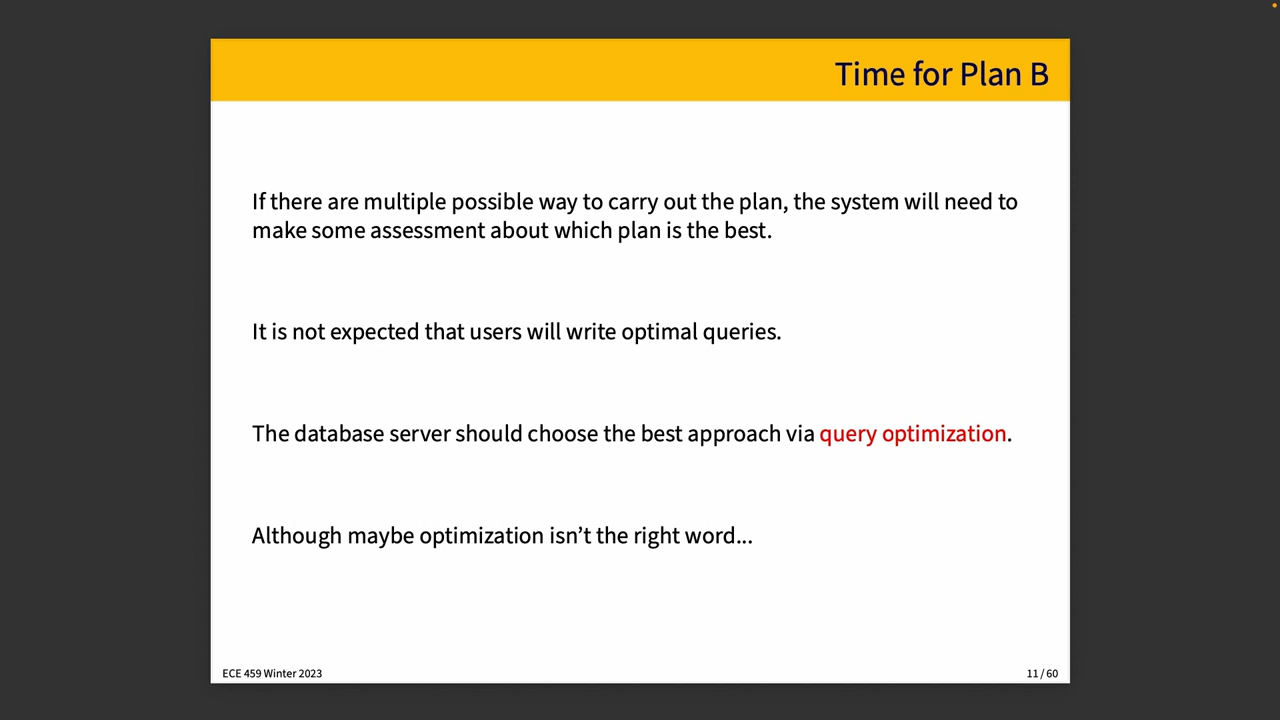 Time for Plan B
If there are multiple possible way to carry out the plan, the system will need to
make some assessment about which plan is the best.
It is not expected that users will write optimal queries.
The database server should choose the best approach via query optimization.
Although maybe optimization isn’t the right word...
ECE 459 Winter 2023
11 / 60